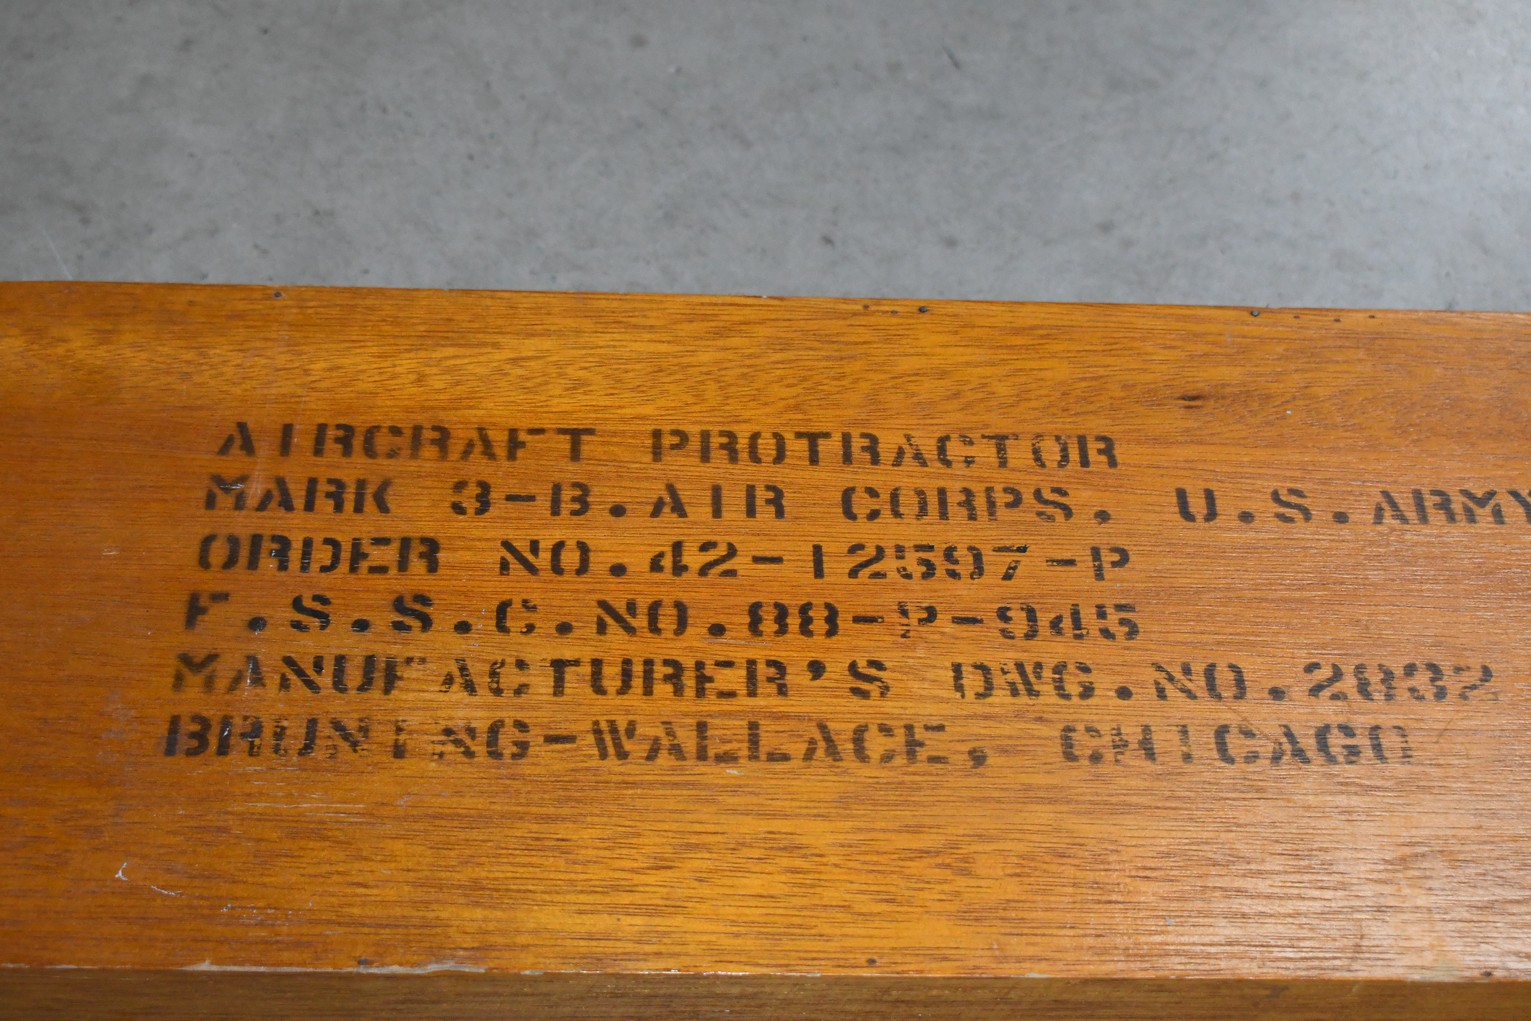 AIRCRAFT PROTRACTOR
MARK 3-B.AIR CORPS, U.S.ARMY
ORDER NO.42-12597-P
F.S.S.C.NO.88-P-945
MANUFACTURER'S DWG.NO.2832
BRUNING-WALLACE, CHICAGO